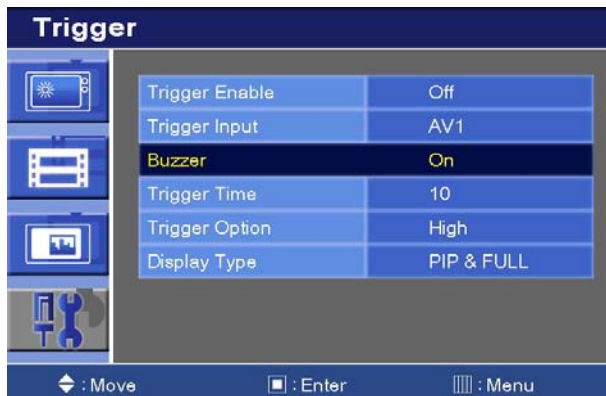 Trigger
Trigger Enable Off
Trigger Input AV1
Buzzer On
Trigger Time 10
Trigger Option High
Display Type PIP & FULL
: Move : Enter : Menu